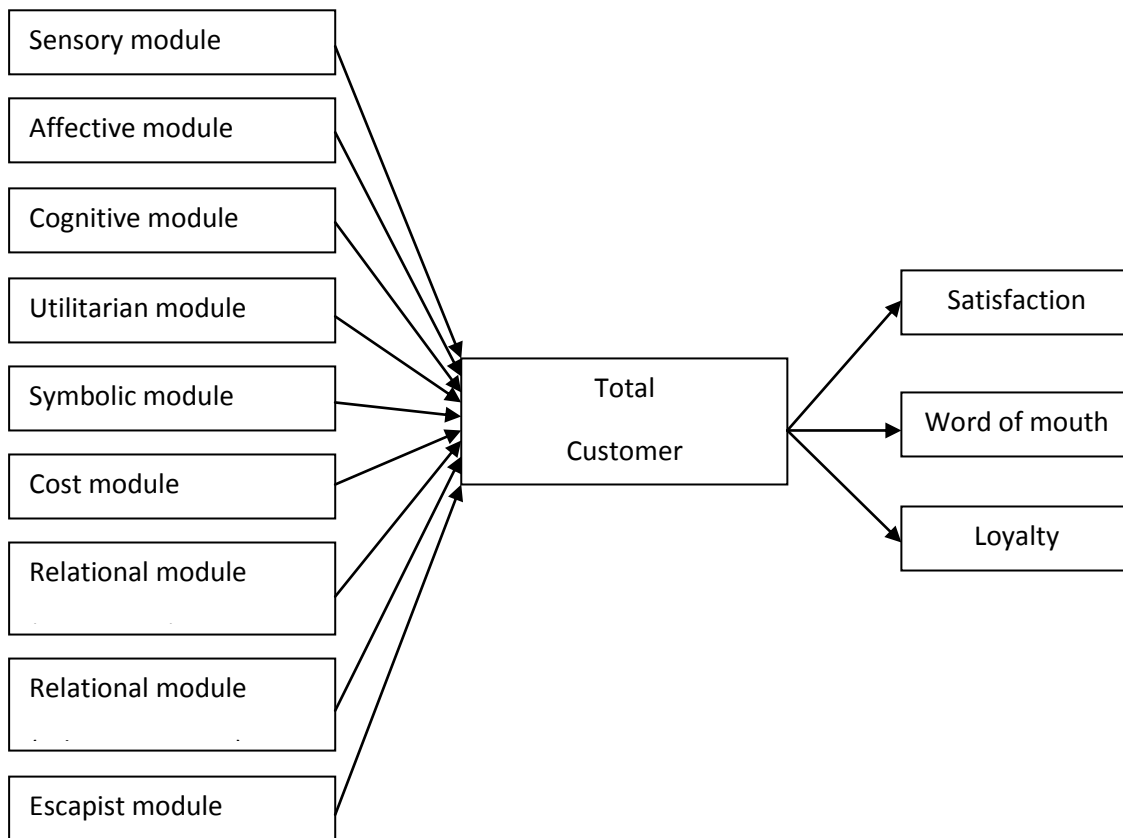 Sensory module
Affective module
Cognitive module
Utilitarian module
Symbolic module
Cost module
Relational module
Relational module
Escapist module
Total
Customer
Satisfaction
Word of mouth
Loyalty